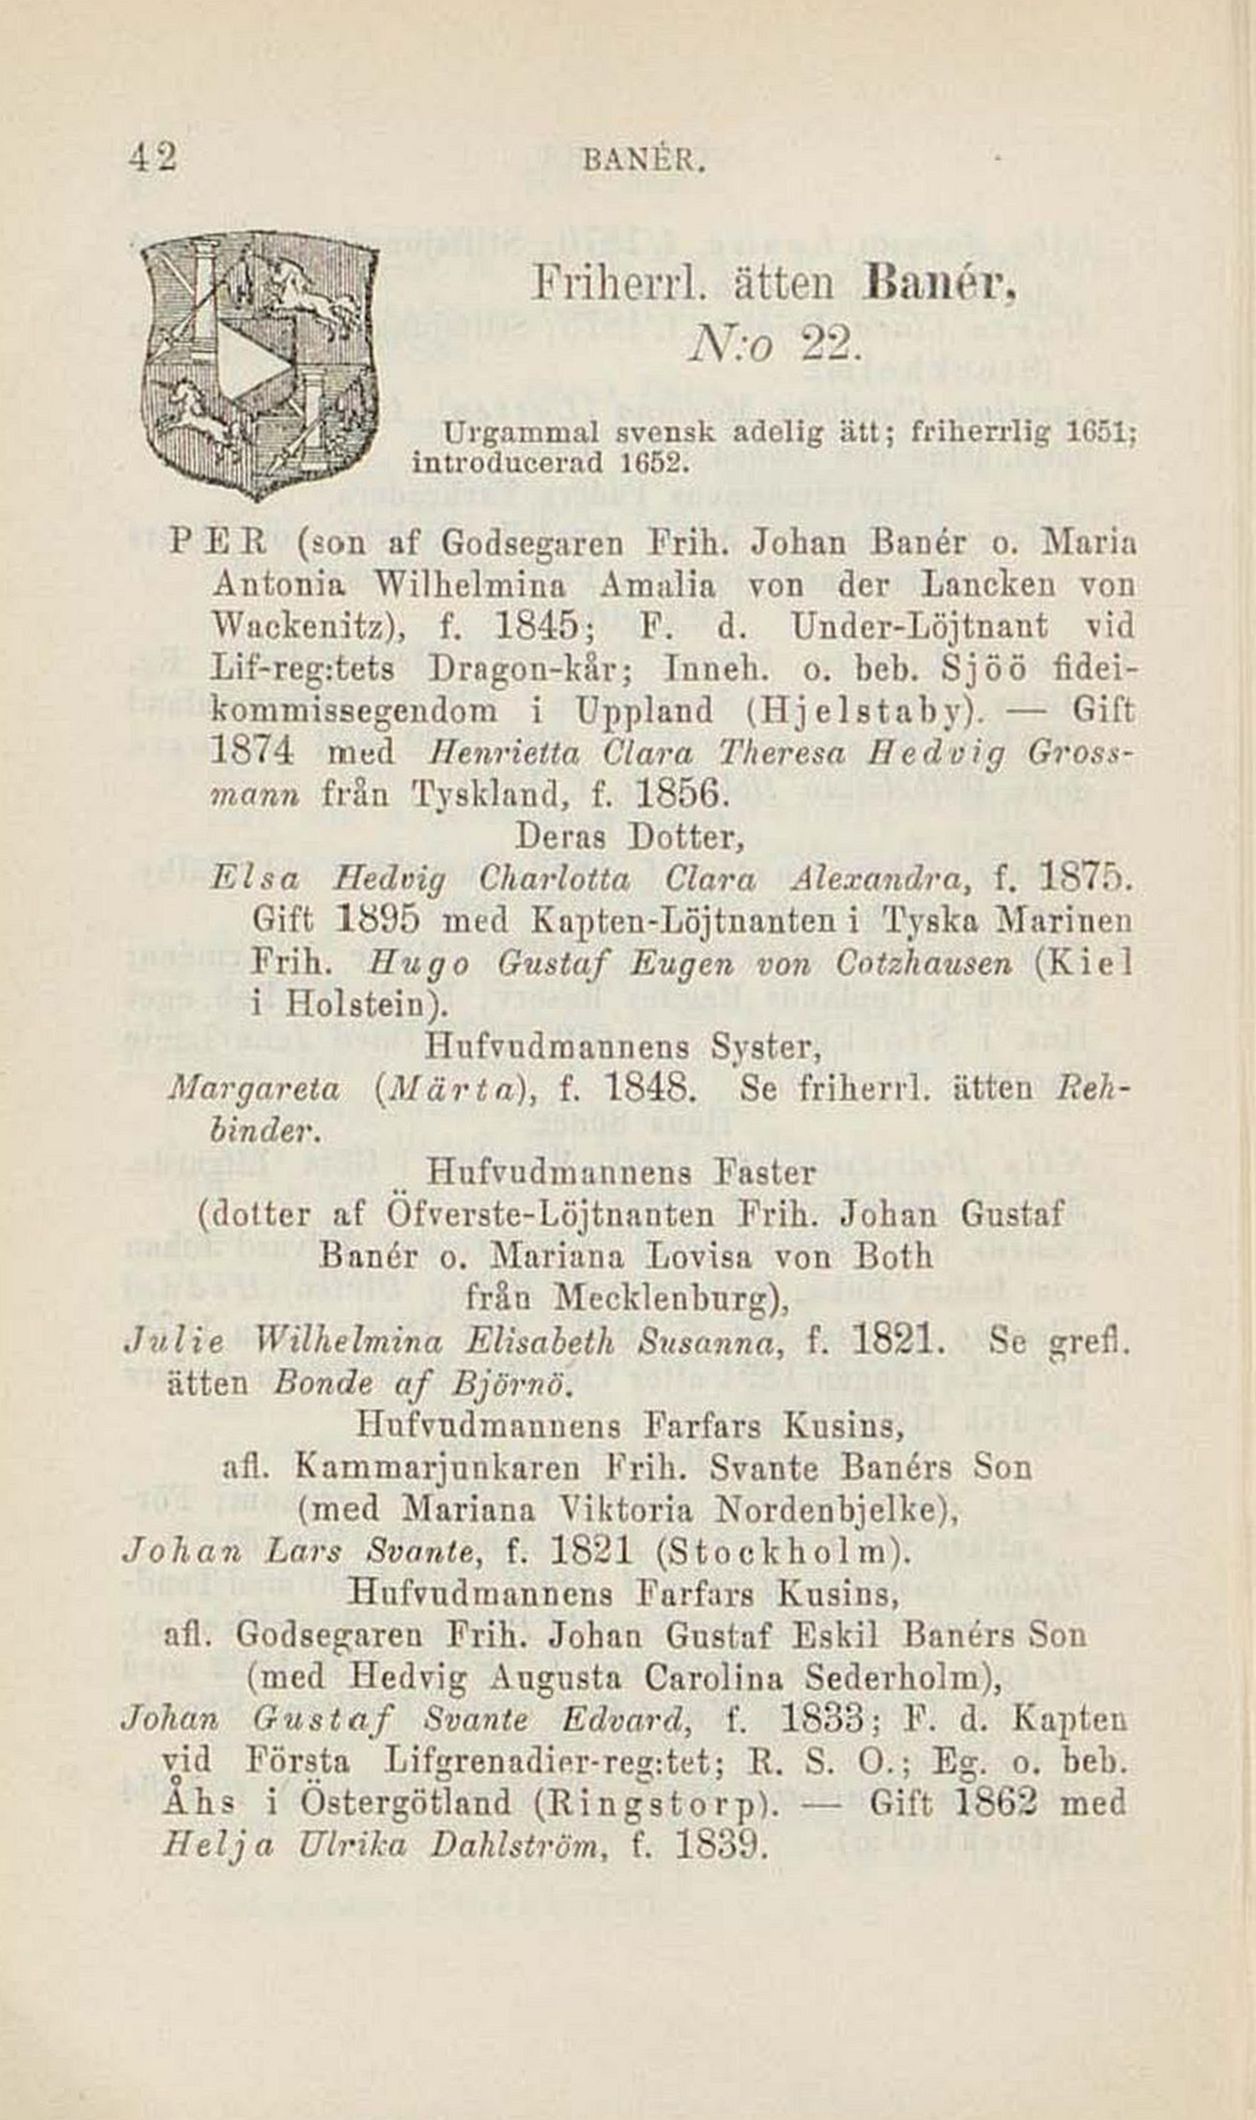 42
BANÉR.
Friherrl. ätten Banér,
N:o 22.
Urgammal svensk adelig ätt; friherrlig 1651;
introducerad 1652.
PER (son af Godsegaren Frih. Johan Banér o. Maria
Antonia Wilhelmina Amalia von der Lancken von
Wackenitz), f. 1845; F. d. Under-Löjtnant vid
Lif-reg:tets Dragon-kår; Inneh. o. beb. Sjöö fidei-
kommissegendom i Uppland (Hjelstaby). — Gift
1874 med Henrietta Clara Theresa Hedvig Gross-
mann från Tyskland, f. 1856.
Deras Dotter,
Elsa Hedvig Charlotta Clara Alexandra, f. 1875.
Gift 1895 med Kapten-Löjtnanten i Tyska Marinen
Frih. Hugo Gustaf Eugen von Cotzhausen (Kiel
i Holstein).
Hufvudmannens Syster,
Margareta (Märta), f. 1848. Se friherrl. ätten Reh-
binder.
Hufvudmannens Faster
(dotter af Öfverste-Löjtnanten Frih. Johan Gustaf
Banér o. Mariana Lovisa von Both
från Mecklenburg),
Julie Wilhelmina Elisabeth Susanna, f. 1821. Se grefl.
ätten Bonde af Björnö.
Hufvudmannens Farfars Kusins,
afl. Kammarjunkaren Frih. Svante Banérs Son
(med Mariana Viktoria Nordenbjelke),
Johan Lars Svante, f. 1821 (Stockholm).
Hufvudmannens Farfars Kusins,
afl. Godsegaren Frih. Johan Gustaf Eskil Banérs Son
(med Hedvig Augusta Carolina Sederholm),
Johan Gustaf Svante Edvard, f. 1833; F. d. Kapten
vid Första Lifgrenadier-reg:tet; R. S. O.; Eg. o. beb.
Åhs i Östergötland (Ringstorp). — Gift 1862 med
Helja Ulrika Dahlström, f. 1839.